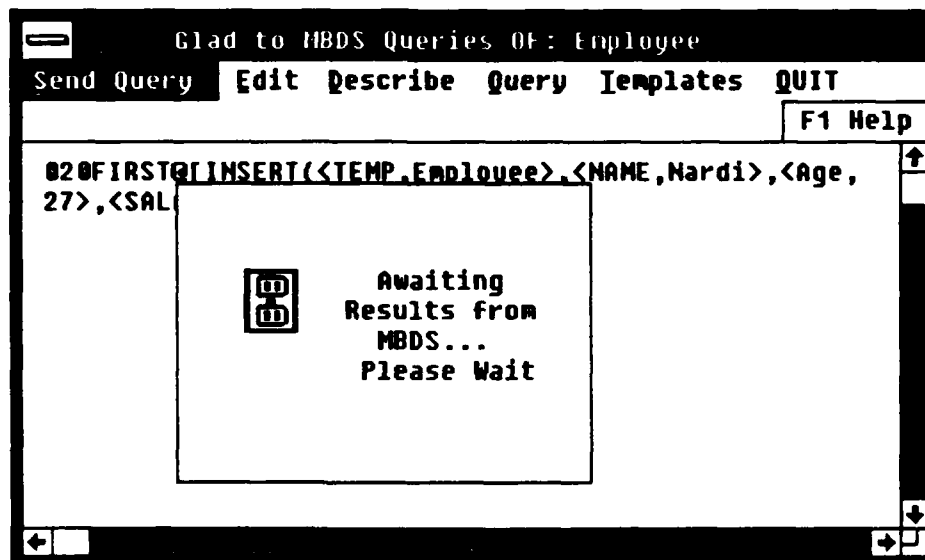 Glad to MBDS Queries OF: Employee
Send Query Edit Describe Query Templates QUIT
F1 Help
020FIRST@[INSERT(<TEMP,Employee>,<NAME,Nardi>,<Age,
27>,<SAL
Awaiting
Results from
MBDS...
Please Wait